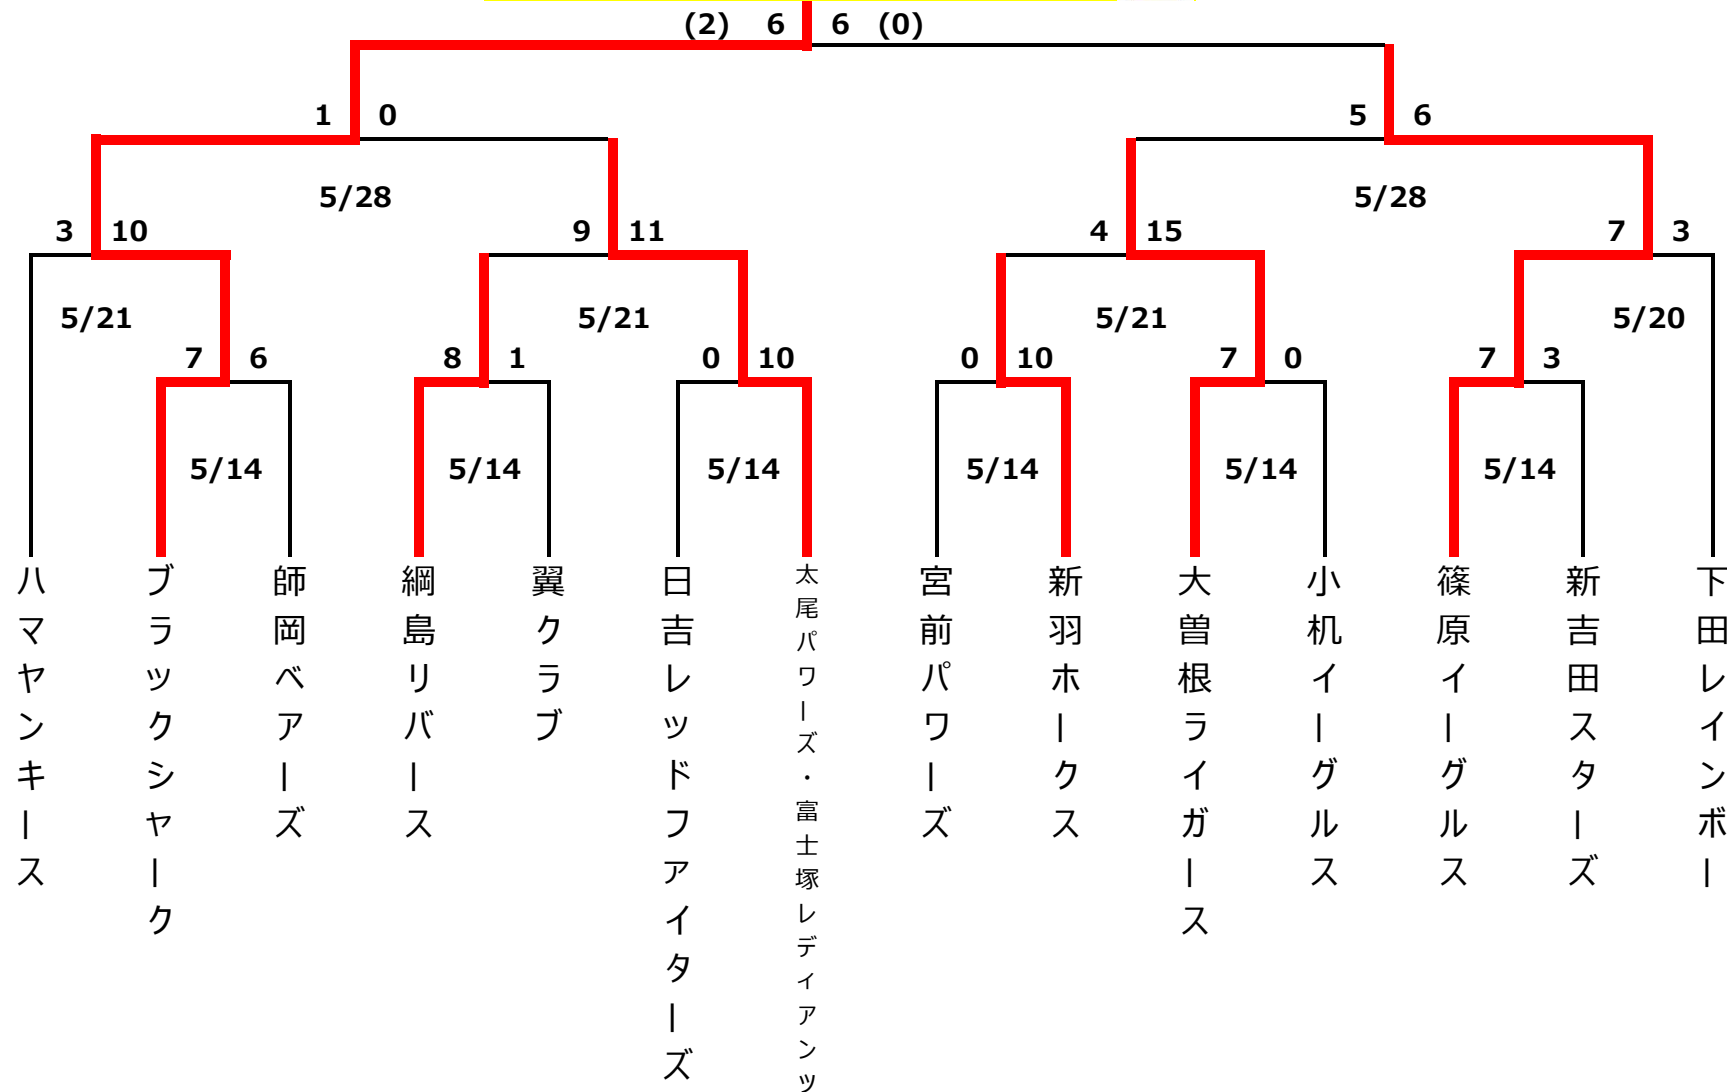 (2) 6 6 (0)
1 0 5 6
5/28 5/28
3 10 9 11 4 15 7 3
5/21 5/21 5/21 5/20
7 6 8 1 0 10 0 10 7 0 7 3
5/14 5/14 5/14 5/14 5/14 5/14
ハマヤンキース
ブラックシャーク
師岡ベアーズ
綱島リバース
翼クラブ
日吉レッドファイターズ
太尾パワーズ・富士塚レディアンツ
宮前パワーズ
新羽ホークス
大曽根ライガース
小机イーグルス
篠原イーグルス
新吉田スターズ
下田レインボー